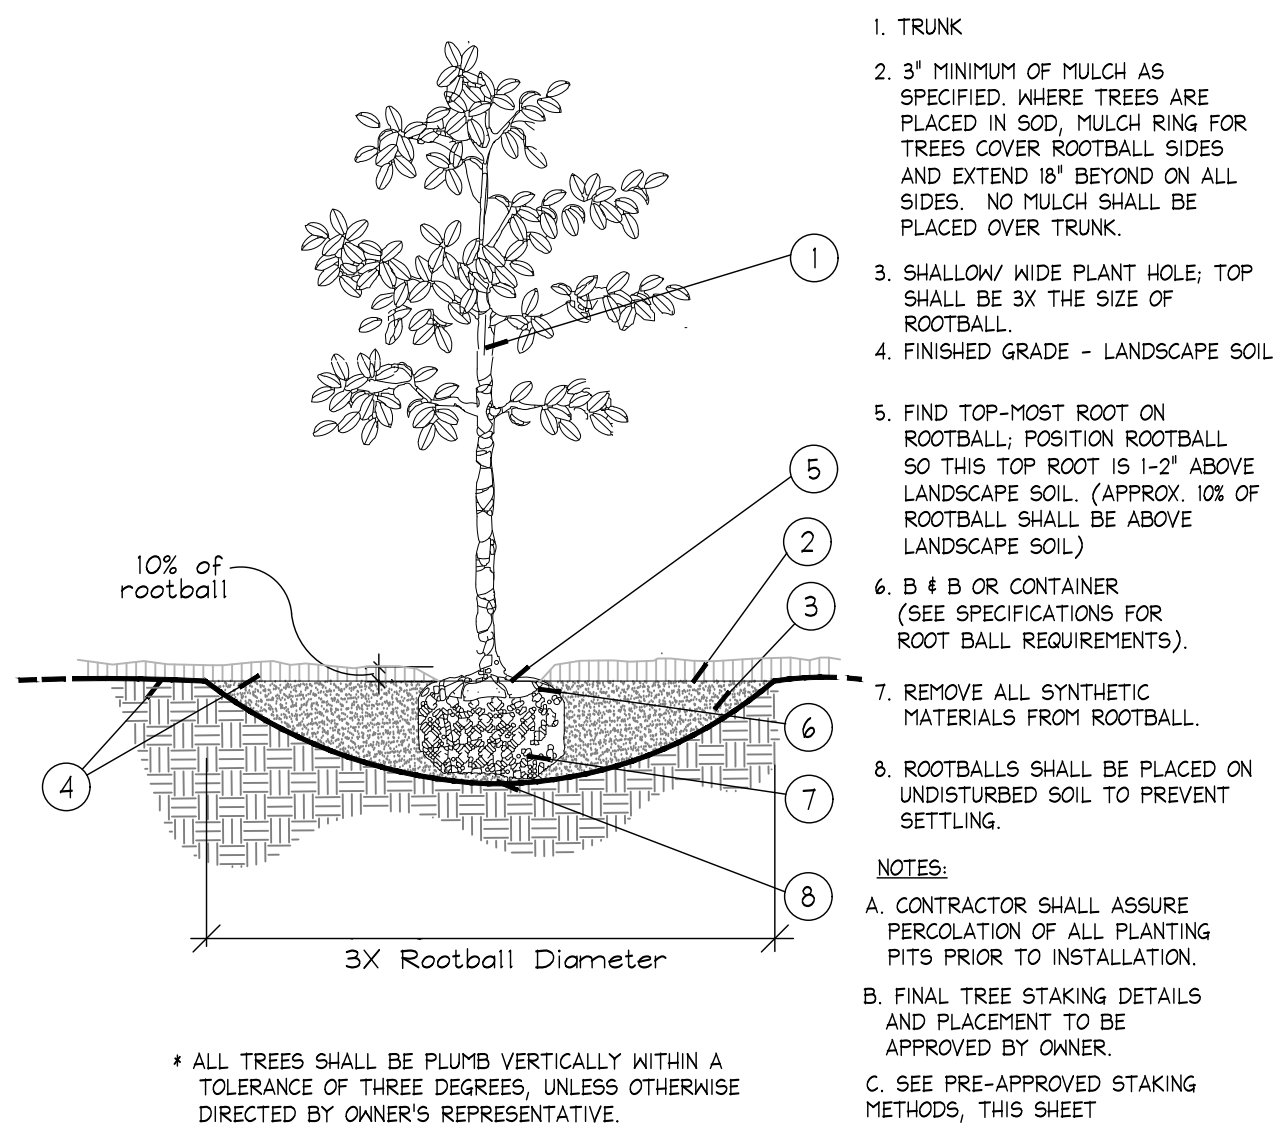 1. TRUNK
2. 3" MINIMUM OF MULCH AS
SPECIFIED. WHERE TREES ARE
PLACED IN SOD, MULCH RING FOR
TREES COVER ROOTBALL SIDES
AND EXTEND 18" BEYOND ON ALL
SIDES. NO MULCH SHALL BE
PLACED OVER TRUNK.
3. SHALLOW/ WIDE PLANT HOLE; TOP
SHALL BE 3X THE SIZE OF
ROOTBALL.
4. FINISHED GRADE - LANDSCAPE SOIL
5. FIND TOP-MOST ROOT ON
ROOTBALL; POSITION ROOTBALL
SO THIS TOP ROOT IS 1-2" ABOVE
LANDSCAPE SOIL. (APPROX. 10% OF
ROOTBALL SHALL BE ABOVE
LANDSCAPE SOIL)
6. B & B OR CONTAINER
(SEE SPECIFICATIONS FOR
ROOT BALL REQUIREMENTS).
7. REMOVE ALL SYNTHETIC
MATERIALS FROM ROOTBALL.
8. ROOTBALLS SHALL BE PLACED ON
UNDISTURBED SOIL TO PREVENT
SETTLING.
NOTES:
A. CONTRACTOR SHALL ASSURE
PERCOLATION OF ALL PLANTING
PITS PRIOR TO INSTALLATION.
B. FINAL TREE STAKING DETAILS
AND PLACEMENT TO BE
APPROVED BY OWNER.
C. SEE PRE-APPROVED STAKING
METHODS, THIS SHEET
1
5
2
3
6
7
8
4
10% of
rootball
3X Rootball Diameter
* ALL TREES SHALL BE PLUMB VERTICALLY WITHIN A
TOLERANCE OF THREE DEGREES, UNLESS OTHERWISE
DIRECTED BY OWNER'S REPRESENTATIVE.